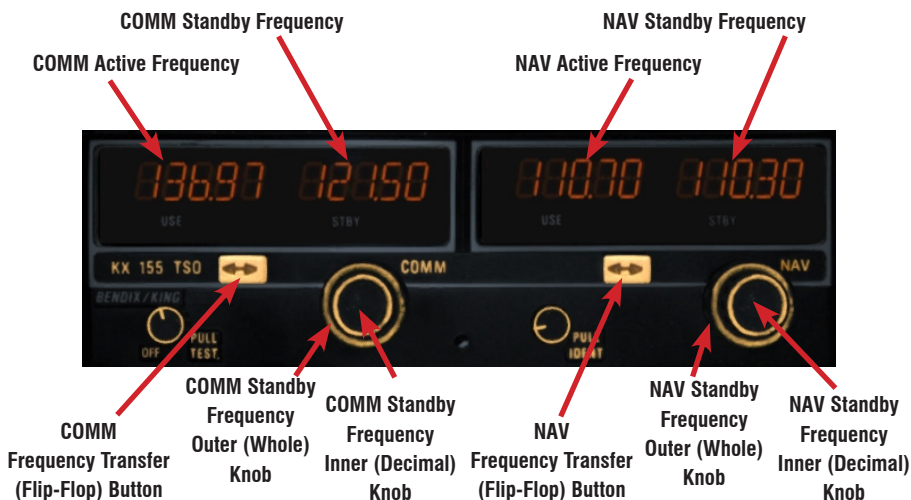 COMM Standby Frequency
NAV Standby Frequency
COMM Active Frequency
NAV Active Frequency
136.97
121.50
110.70
110.30
USE
STBY
USE
STBY
KX 155 TSO
COMM
NAV
BENDIX/KING
OFF
PULL
TEST.
PULL
IDENT
COMM
Frequency Transfer
(Flip-Flop) Button
COMM Standby
Frequency
Outer (Whole)
Knob
COMM Standby
Frequency
Inner (Decimal)
Knob
NAV
Frequency Transfer
(Flip-Flop) Button
NAV Standby
Frequency
Outer (Whole)
Knob
NAV Standby
Frequency
Inner (Decimal)
Knob